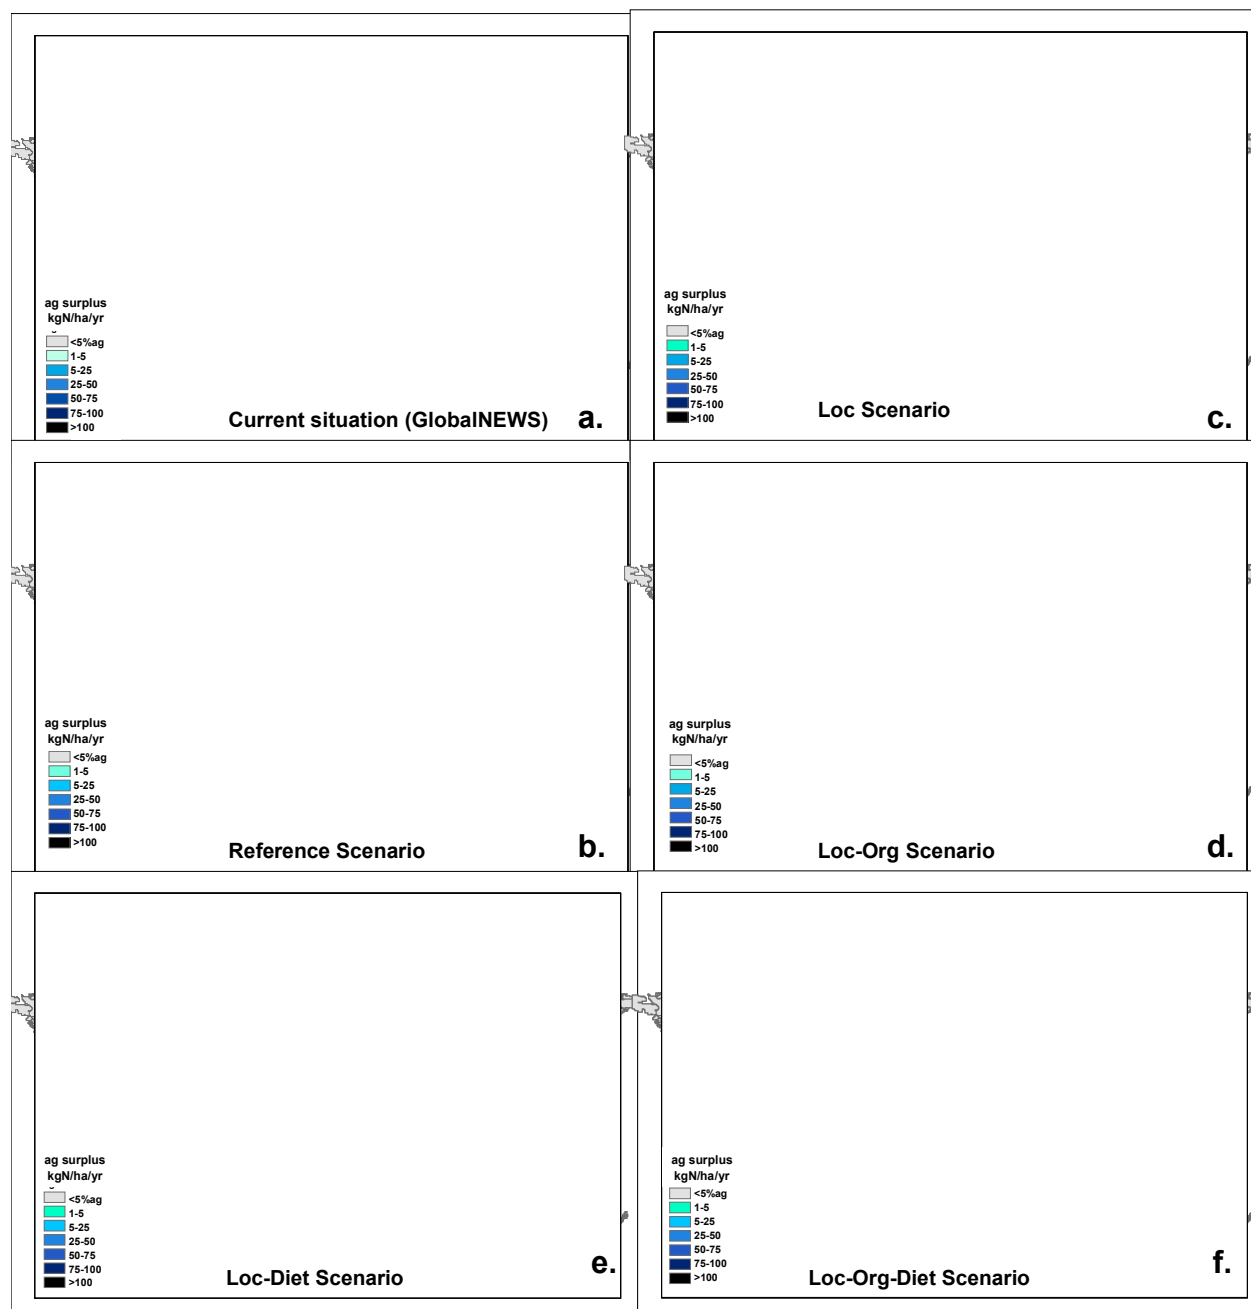 ag surplus
kgN/ha/yr
<5%ag
1-5
5-25
25-50
50-75
75-100
>100
Current situation (GlobalNEWS) a.
ag surplus
kgN/ha/yr
<5%ag
1-5
5-25
25-50
50-75
75-100
>100
Loc Scenario c.
ag surplus
kgN/ha/yr
<5%ag
1-5
5-25
25-50
50-75
75-100
>100
Reference Scenario b.
ag surplus
kgN/ha/yr
<5%ag
1-5
5-25
25-50
50-75
75-100
>100
Loc-Org Scenario d.
ag surplus
kgN/ha/yr
<5%ag
1-5
5-25
25-50
50-75
75-100
>100
Loc-Diet Scenario e.
ag surplus
kgN/ha/yr
<5%ag
1-5
5-25
25-50
50-75
75-100
>100
Loc-Org-Diet Scenario f.